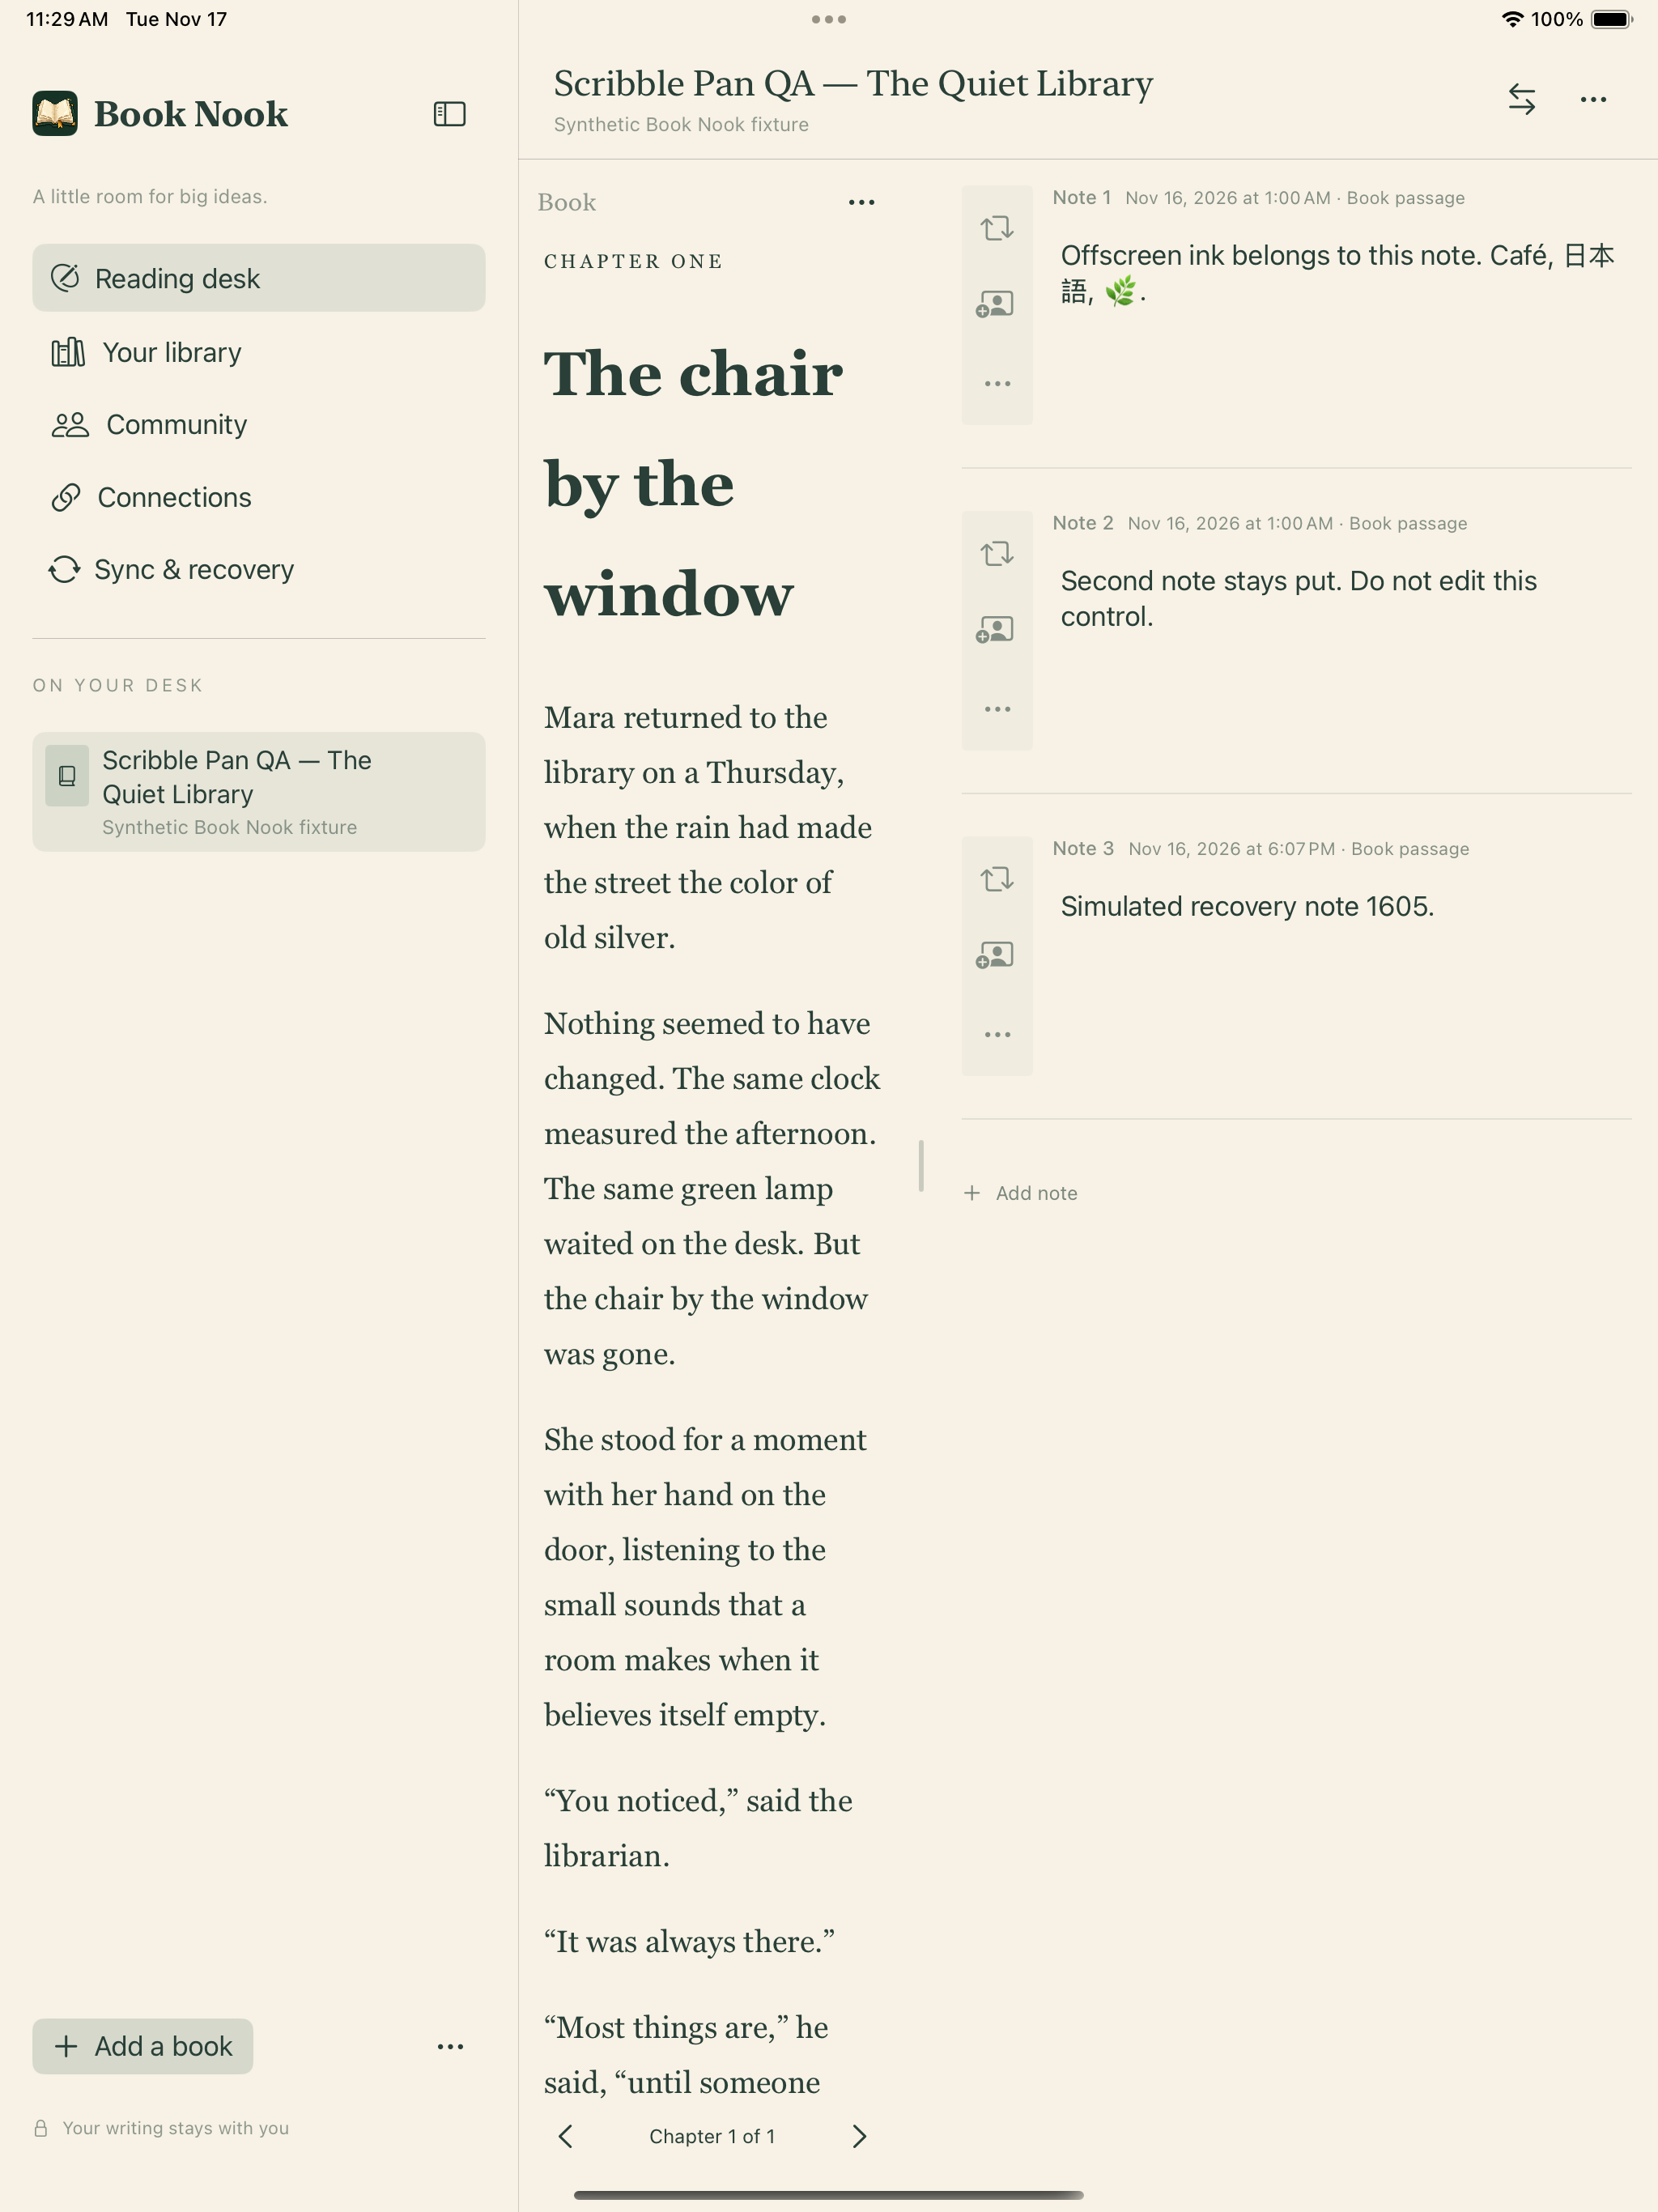 11:29 AM Tue Nov 17
100%
Book Nook
A little room for big ideas.
Reading desk
Your library
Community
Connections
Sync & recovery
ON YOUR DESK
Scribble Pan QA — The
Quiet Library
Synthetic Book Nook fixture
Add a book
Your writing stays with you
Scribble Pan QA — The Quiet Library
Synthetic Book Nook fixture
Book
CHAPTER ONE
The chair
by the
window
Mara returned to the
library on a Thursday,
when the rain had made
the street the color of
old silver.
Nothing seemed to have
changed. The same clock
measured the afternoon.
The same green lamp
waited on the desk. But
the chair by the window
was gone.
She stood for a moment
with her hand on the
door, listening to the
small sounds that a
room makes when it
believes itself empty.
“You noticed,” said the
librarian.
“It was always there.”
“Most things are,” he
said, “until someone
Chapter 1 of 1
Note 1 Nov 16, 2026 at 1:00 AM · Book passage
Offscreen ink belongs to this note. Café, 日本
語, 🌿.
Note 2 Nov 16, 2026 at 1:00 AM · Book passage
Second note stays put. Do not edit this
control.
Note 3 Nov 16, 2026 at 6:07 PM · Book passage
Simulated recovery note 1605.
Add note